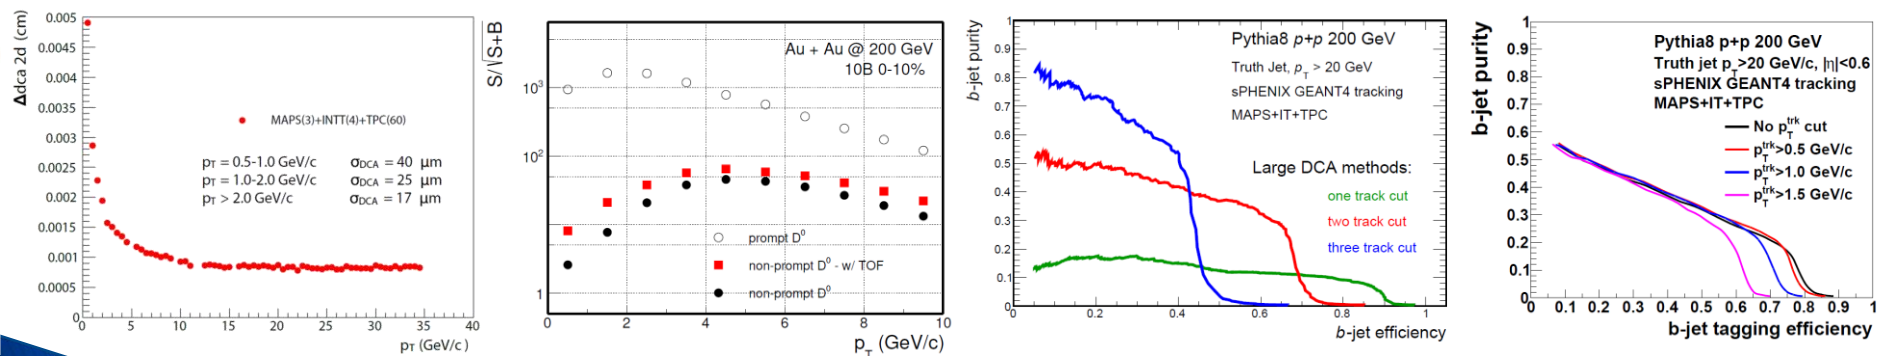 Δdca 2d (cm)
0.005
0.0045
0.004
0.0035
0.003
0.0025
0.002
0.0015
0.001
0.0005
0
MAPS(3)+INTT(4)+TPC(60)
pT = 0.5-1.0 GeV/c σDCA = 40 μm
pT = 1.0-2.0 GeV/c σDCA = 25 μm
pT > 2.0 GeV/c σDCA = 17 μm
0 5 10 15 20 25 30 35 40
pT (GeV/c )
S/√S+B
10³
10²
1
Au + Au @ 200 GeV
10B 0-10%
prompt D⁰
non-prompt D⁰ - w/ TOF
non-prompt D⁰
0 2 4 6 8 10
pT (GeV/c)
b-jet purity
1
0.9
0.8
0.7
0.6
0.5
0.4
0.3
0.2
0.1
0
Pythia8 p+p 200 GeV
Truth Jet, pT > 20 GeV
sPHENIX GEANT4 tracking
MAPS+IT+TPC
Large DCA methods:
one track cut
two track cut
three track cut
0 0.2 0.4 0.6 0.8 1
b-jet efficiency
b-jet purity
1
0.9
0.8
0.7
0.6
0.5
0.4
0.3
0.2
0.1
0
Pythia8 p+p 200 GeV
Truth jet pT>20 GeV/c, |η|<0.6
sPHENIX GEANT4 tracking
MAPS+IT+TPC
No pTtrk cut
pTtrk>0.5 GeV/c
pTtrk>1.0 GeV/c
pTtrk>1.5 GeV/c
0.1 0.2 0.3 0.4 0.5 0.6 0.7 0.8 0.9 1
b-jet tagging efficiency